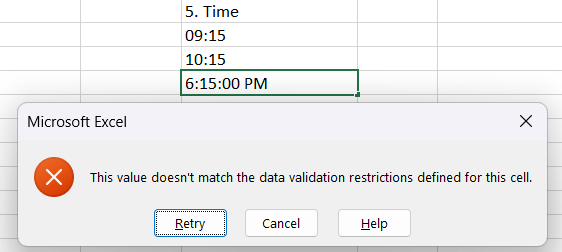 5. Time
09:15
10:15
6:15:00 PM
Microsoft Excel
This value doesn't match the data validation restrictions defined for this cell.
Retry Cancel Help